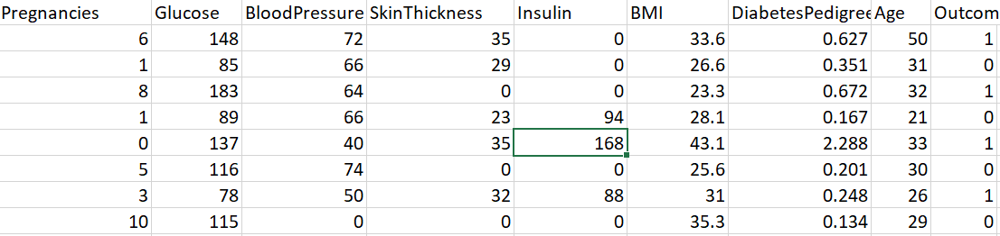 Pregnancies Glucose BloodPressure SkinThickness Insulin BMI DiabetesPedigree Age Outcom
6 148 72 35 0 33.6 0.627 50 1
1 85 66 29 0 26.6 0.351 31 0
8 183 64 0 0 23.3 0.672 32 1
1 89 66 23 94 28.1 0.167 21 0
0 137 40 35 168 43.1 2.288 33 1
5 116 74 0 0 25.6 0.201 30 0
3 78 50 32 88 31 0.248 26 1
10 115 0 0 0 35.3 0.134 29 0